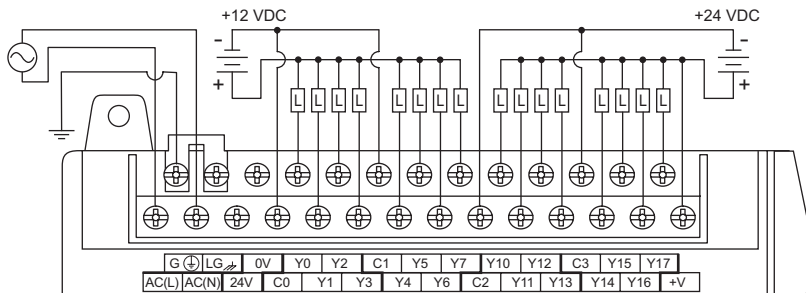 +12 VDC +24 VDC
- -
+ +
L L L L L L L L L L L L L L L L
G LG 0V Y0 Y2 C1 Y5 Y7 Y10 Y12 C3 Y15 Y17
AC(L) AC(N) 24V C0 Y1 Y3 Y4 Y6 C2 Y11 Y13 Y14 Y16 +V